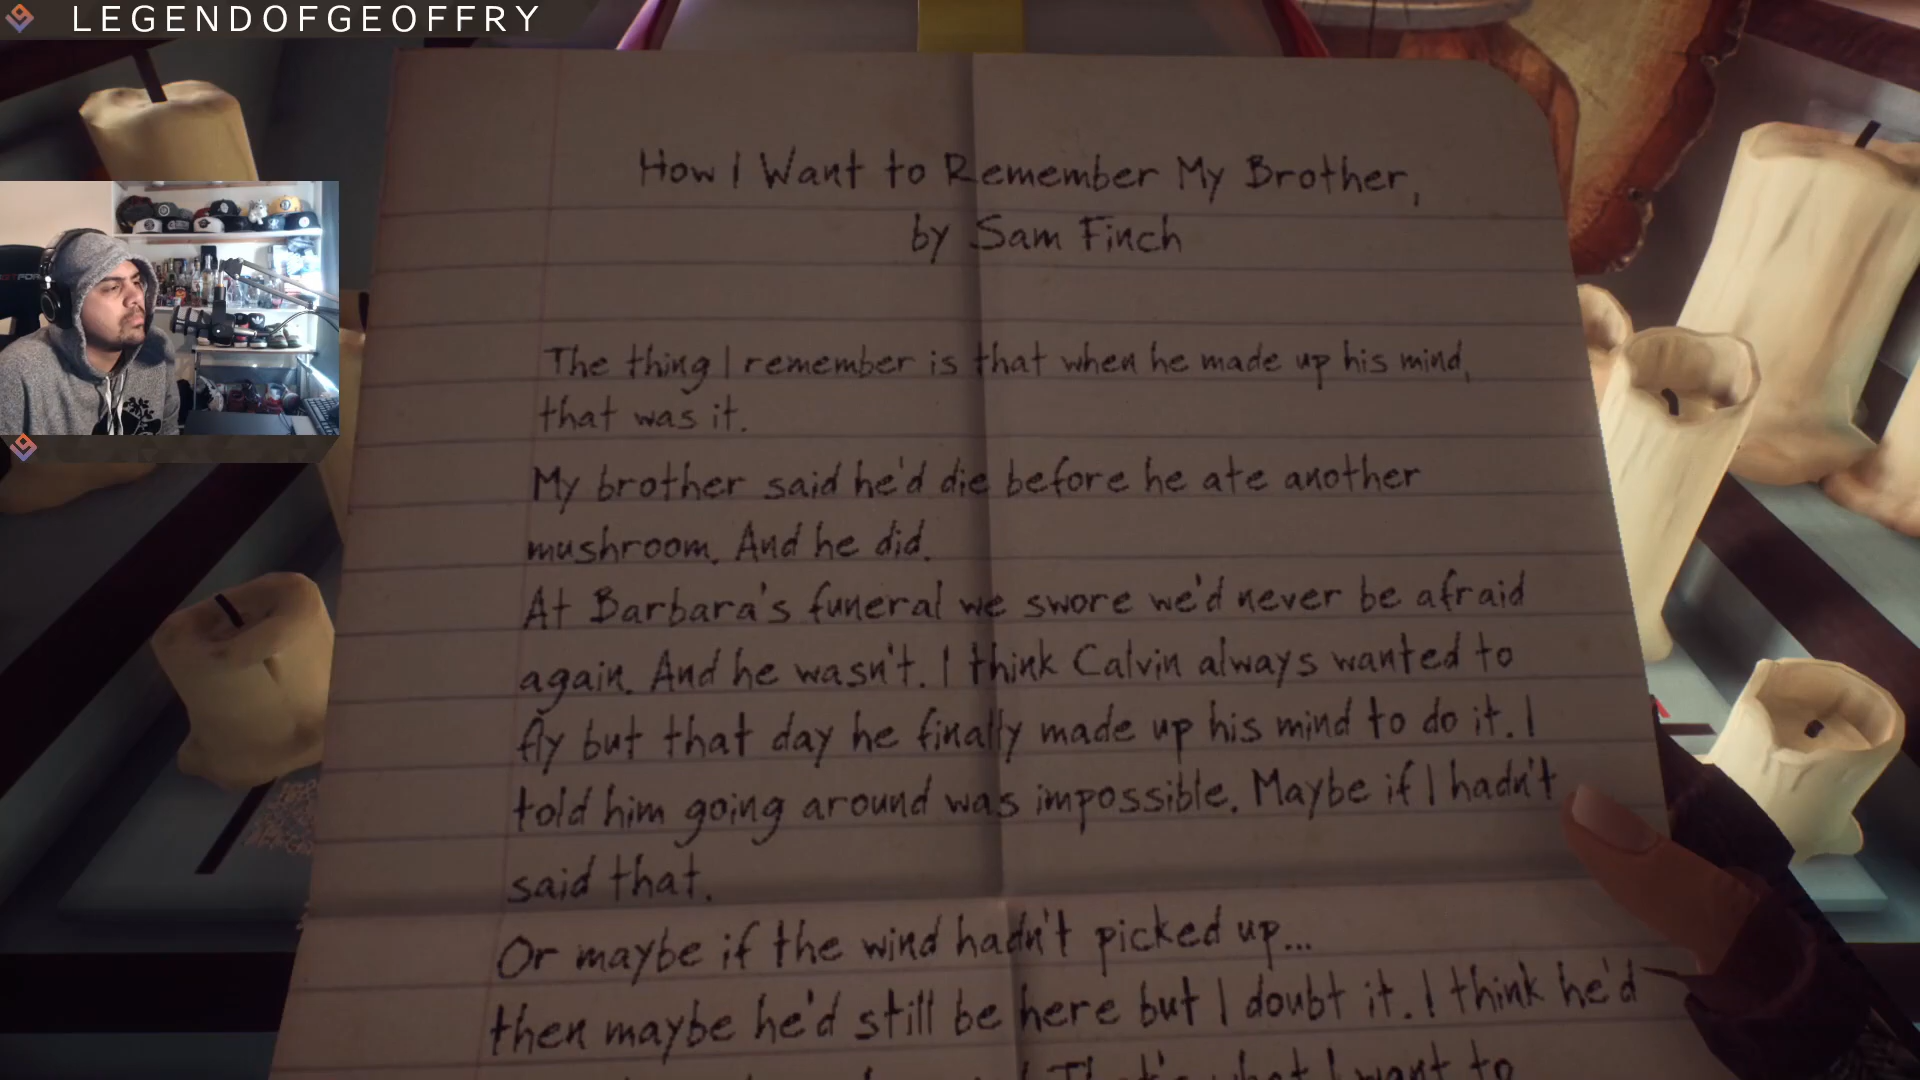 LEGENDOFGEOFFRY
How I Want to Remember My Brother,
by Sam Finch
The thing I remember is that when he made up his mind,
that was it.
My brother said he'd die before he ate another
mushroom. And he did.
At Barbara's funeral we swore we'd never be afraid
again. And he wasn't. I think Calvin always wanted to
fly but that day he finally made up his mind to do it. I
told him going around was impossible. Maybe if I hadn't
said that.
Or maybe if the wind hadn't picked up...
then maybe he'd still be here but I doubt it. I think he'd
That's what I want to